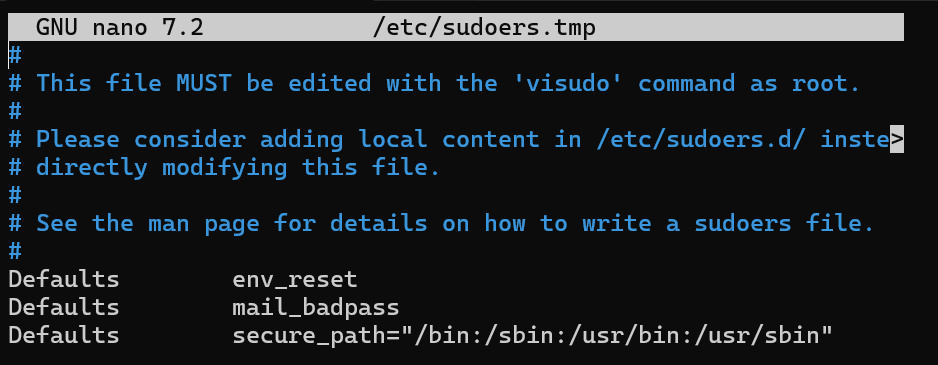 GNU nano 7.2 /etc/sudoers.tmp
#
# This file MUST be edited with the 'visudo' command as root.
#
# Please consider adding local content in /etc/sudoers.d/ inste>
# directly modifying this file.
#
# See the man page for details on how to write a sudoers file.
#
Defaults env_reset
Defaults mail_badpass
Defaults secure_path="/bin:/sbin:/usr/bin:/usr/sbin"